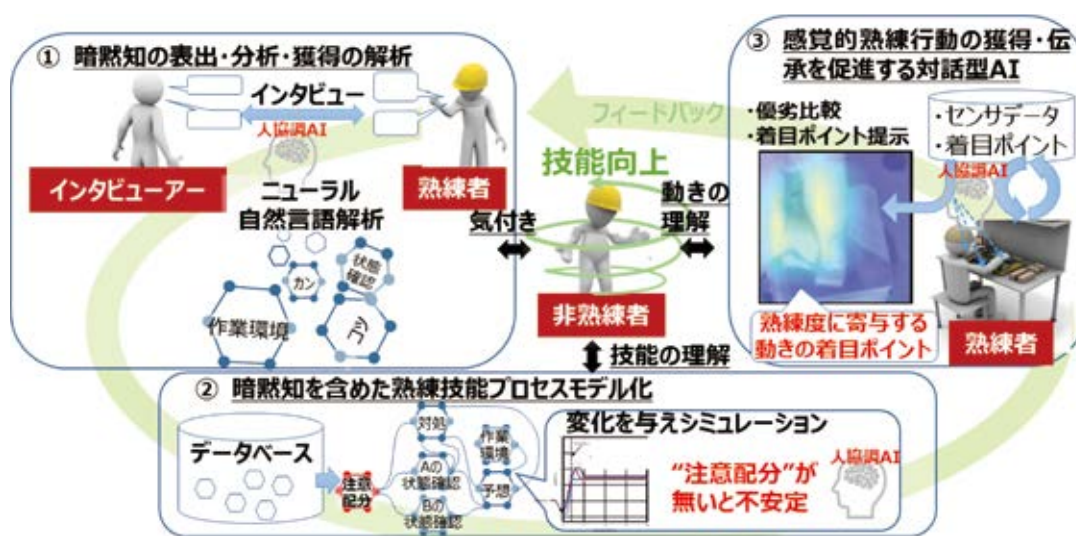 ① 暗黙知の表出・分析・獲得の解析
インタビュー
人協調AI
インタビューアー
熟練者
ニューラル
自然言語解析
カン
状態
確認
作業環境
コツ
フィードバック
技能向上
気付き
動きの
理解
非熟練者
技能の理解
③ 感覚的熟練行動の獲得・伝
承を促進する対話型AI
・優劣比較
・着目ポイント提示
・センサデータ
・着目ポイント
人協調AI
熟練度に寄与する
動きの着目ポイント
熟練者
② 暗黙知を含めた熟練技能プロセスモデル化
データベース
注意
配分
対処
Aの
状態確認
Bの
状態確認
作業
環境
予想
変化を与えシミュレーション
“注意配分”が
無いと不安定
人協調AI